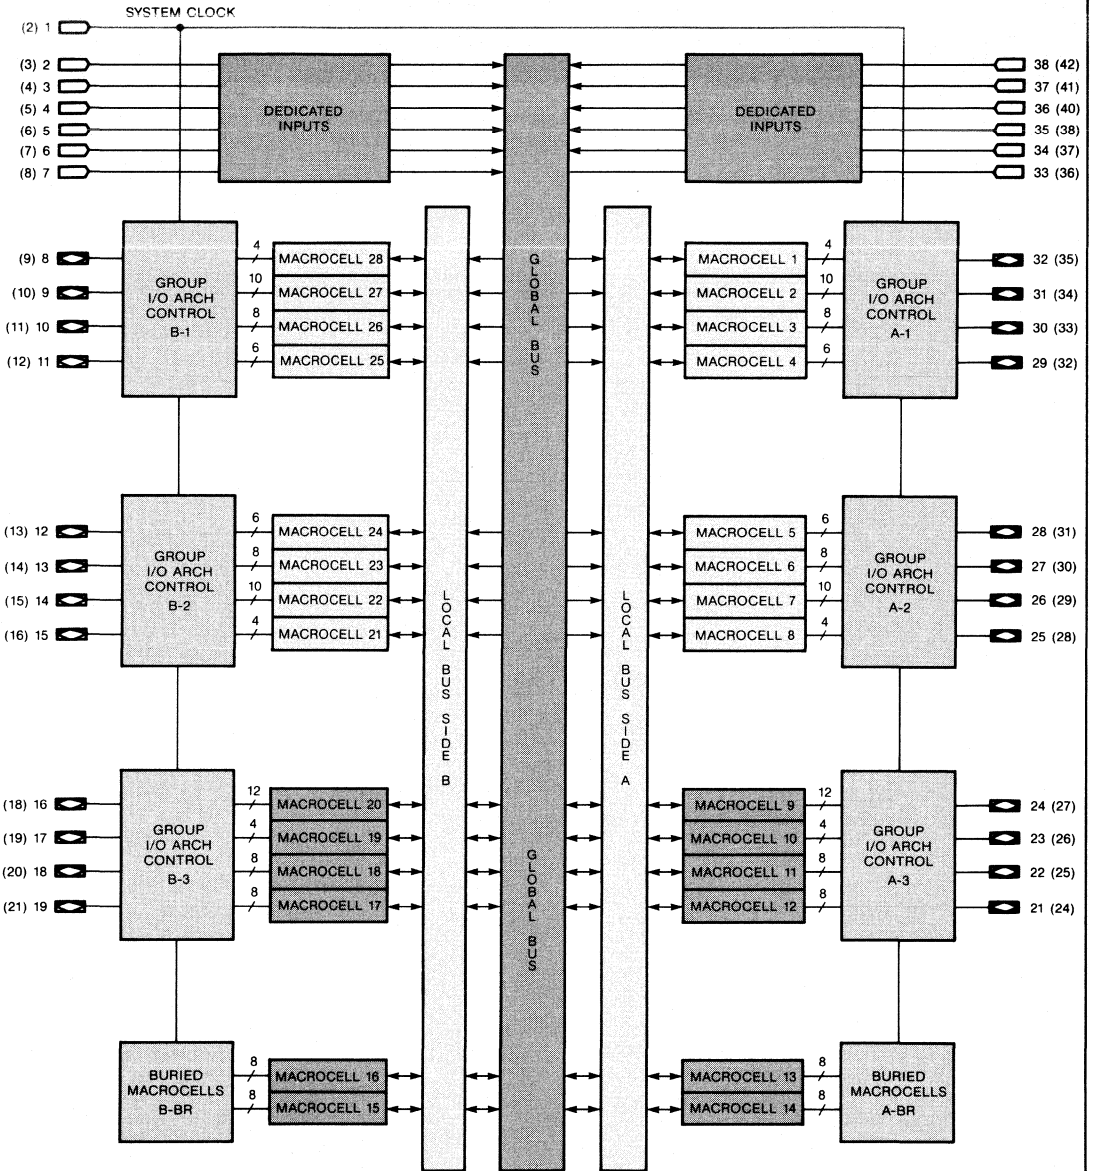 SYSTEM CLOCK
(2) 1
(3) 2
(4) 3
(5) 4
(6) 5
(7) 6
(8) 7
DEDICATED
INPUTS
DEDICATED
INPUTS
38 (42)
37 (41)
36 (40)
35 (38)
34 (37)
33 (36)
(9) 8
(10) 9
(11) 10
(12) 11
GROUP
I/O ARCH
CONTROL
B-1
4
10
8
6
MACROCELL 28
MACROCELL 27
MACROCELL 26
MACROCELL 25
GLOBAL BUS
MACROCELL 1
MACROCELL 2
MACROCELL 3
MACROCELL 4
4
10
8
6
GROUP
I/O ARCH
CONTROL
A-1
32 (35)
31 (34)
30 (33)
29 (32)
(13) 12
(14) 13
(15) 14
(16) 15
GROUP
I/O ARCH
CONTROL
B-2
6
8
10
4
MACROCELL 24
MACROCELL 23
MACROCELL 22
MACROCELL 21
LOCAL BUS SIDE B
LOCAL BUS SIDE A
MACROCELL 5
MACROCELL 6
MACROCELL 7
MACROCELL 8
6
8
10
4
GROUP
I/O ARCH
CONTROL
A-2
28 (31)
27 (30)
26 (29)
25 (28)
(18) 16
(19) 17
(20) 18
(21) 19
GROUP
I/O ARCH
CONTROL
B-3
12
4
8
8
MACROCELL 20
MACROCELL 19
MACROCELL 18
MACROCELL 17
GLOBAL BUS
MACROCELL 9
MACROCELL 10
MACROCELL 11
MACROCELL 12
12
4
8
8
GROUP
I/O ARCH
CONTROL
A-3
24 (27)
23 (26)
22 (25)
21 (24)
BURIED
MACROCELLS
B-BR
8
8
MACROCELL 16
MACROCELL 15
MACROCELL 13
MACROCELL 14
8
8
BURIED
MACROCELLS
A-BR